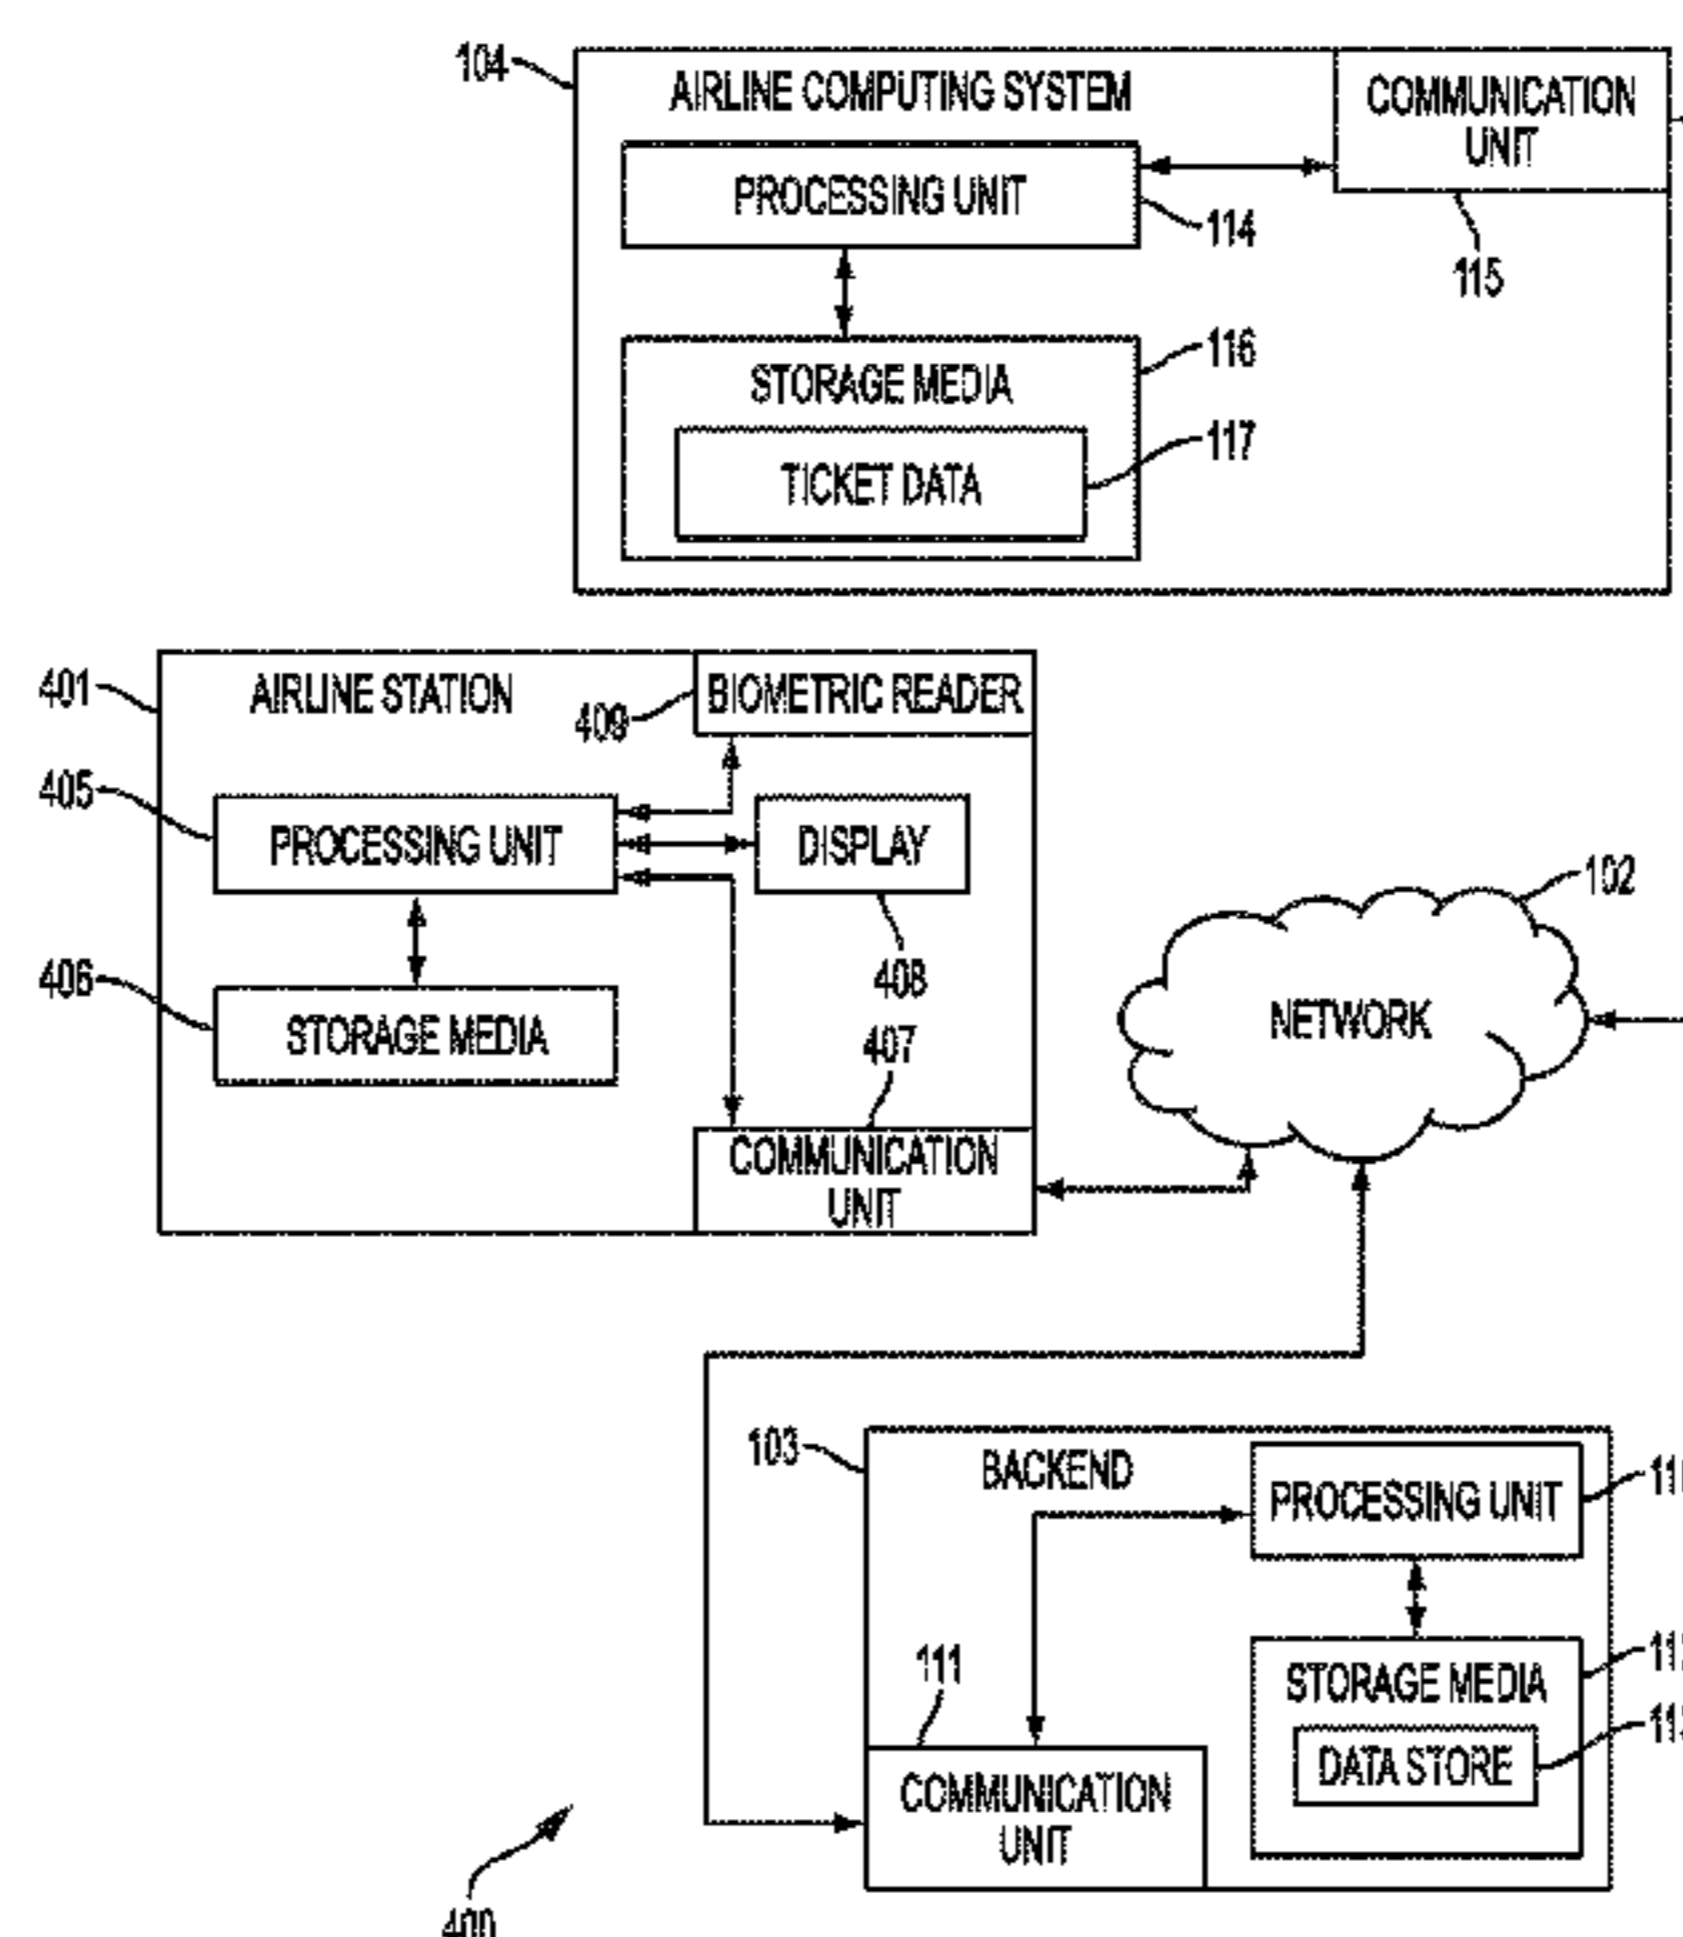 104
AIRLINE COMPUTING SYSTEM
COMMUNICATION
UNIT
PROCESSING UNIT
114
115
STORAGE MEDIA
116
TICKET DATA
117
401
AIRLINE STATION
409
BIOMETRIC READER
405
PROCESSING UNIT
DISPLAY
408
406
STORAGE MEDIA
407
COMMUNICATION
UNIT
102
NETWORK
103
BACKEND
PROCESSING UNIT
111
STORAGE MEDIA
DATA STORE
COMMUNICATION
UNIT
400